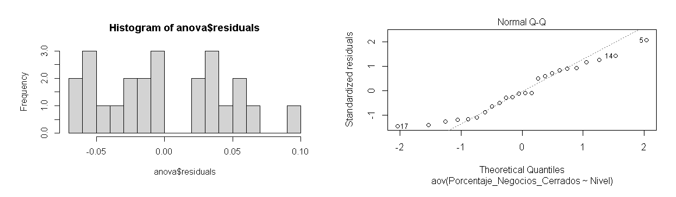 Histogram of anova$residuals
Frequency
3.0
2.0
1.0
0.0
-0.05
0.00
0.05
0.10
anova$residuals
Normal Q-Q
Standardized residuals
2
1
0
-1
5
14
17
-2
-1
0
1
2
Theoretical Quantiles
aov(Porcentaje_Negocios_Cerrados ~ Nivel)